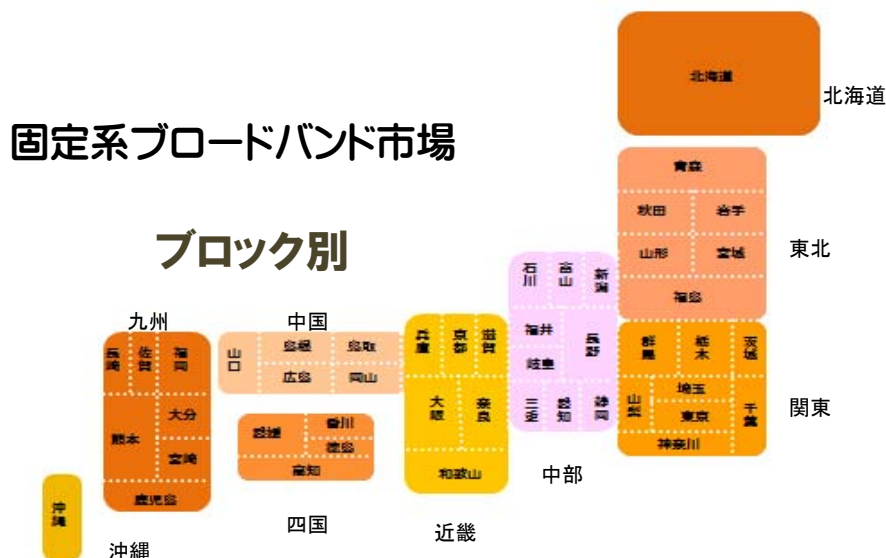 北海道
北海道
固定系ブロードバンド市場
青森
秋田
岩手
ブロック別
山形
宮城
東北
福島
石川
富山
新潟
福井
長野
岐阜
三重
愛知
静岡
中部
九州
長崎
佐賀
福岡
熊本
大分
宮崎
鹿児島
中国
山口
島根
鳥取
広島
岡山
愛媛
香川
徳島
高知
四国
兵庫
京都
滋賀
大阪
奈良
和歌山
近畿
群馬
栃木
茨城
山梨
埼玉
東京
千葉
神奈川
関東
沖縄
沖縄